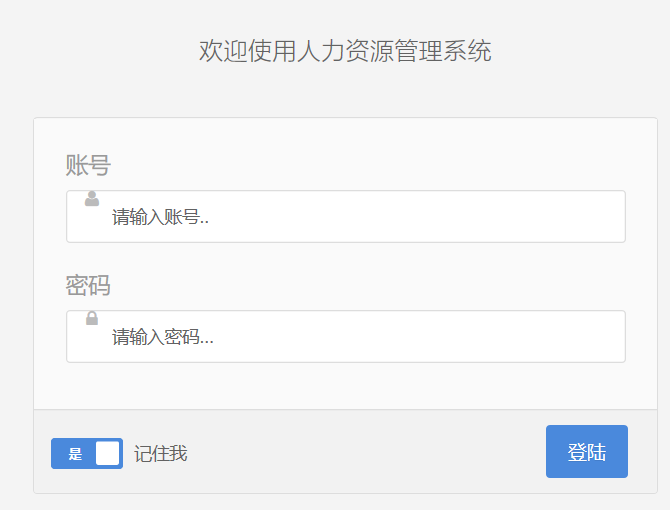 欢迎使用人力资源管理系统
账号
请输入账号..
密码
请输入密码...
是 记住我
登陆